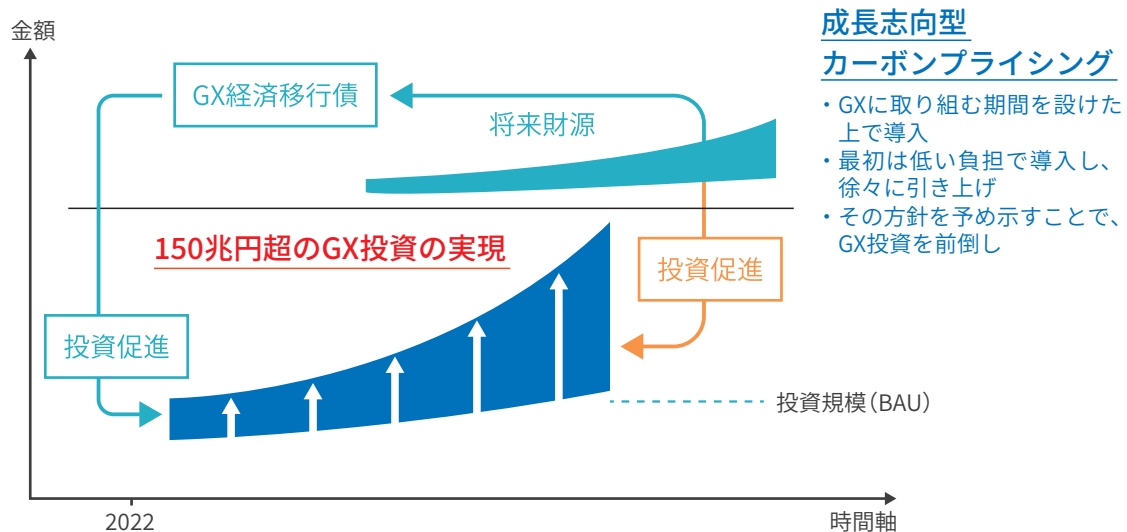 金額
GX経済移行債
将来財源
成長志向型
カーボンプライシング
・GXに取り組む期間を設けた
上で導入
・最初は低い負担で導入し、
徐々に引き上げ
・その方針を予め示すことで、
GX投資を前倒し
150兆円超のGX投資の実現
投資促進
投資促進
投資規模（BAU）
2022
時間軸